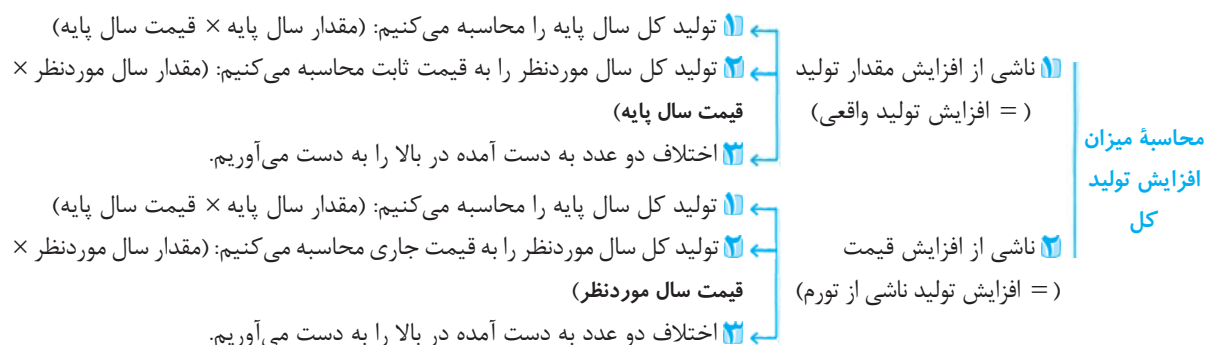 محاسبهٔ میزان
افزایش تولید
کل
۱ ناشی از افزایش مقدار تولید
( = افزایش تولید واقعی)
۱ تولید کل سال پایه را محاسبه می‌کنیم: (مقدار سال پایه × قیمت سال پایه)
۲ تولید کل سال موردنظر را به قیمت ثابت محاسبه می‌کنیم: (مقدار سال موردنظر ×
قیمت سال پایه)
۳ اختلاف دو عدد به دست آمده در بالا را به دست می‌آوریم.
۲ ناشی از افزایش قیمت
( = افزایش تولید ناشی از تورم)
۱ تولید کل سال پایه را محاسبه می‌کنیم: (مقدار سال پایه × قیمت سال پایه)
۲ تولید کل سال موردنظر را به قیمت جاری محاسبه می‌کنیم: (مقدار سال موردنظر ×
قیمت سال موردنظر)
۳ اختلاف دو عدد به دست آمده در بالا را به دست می‌آوریم.